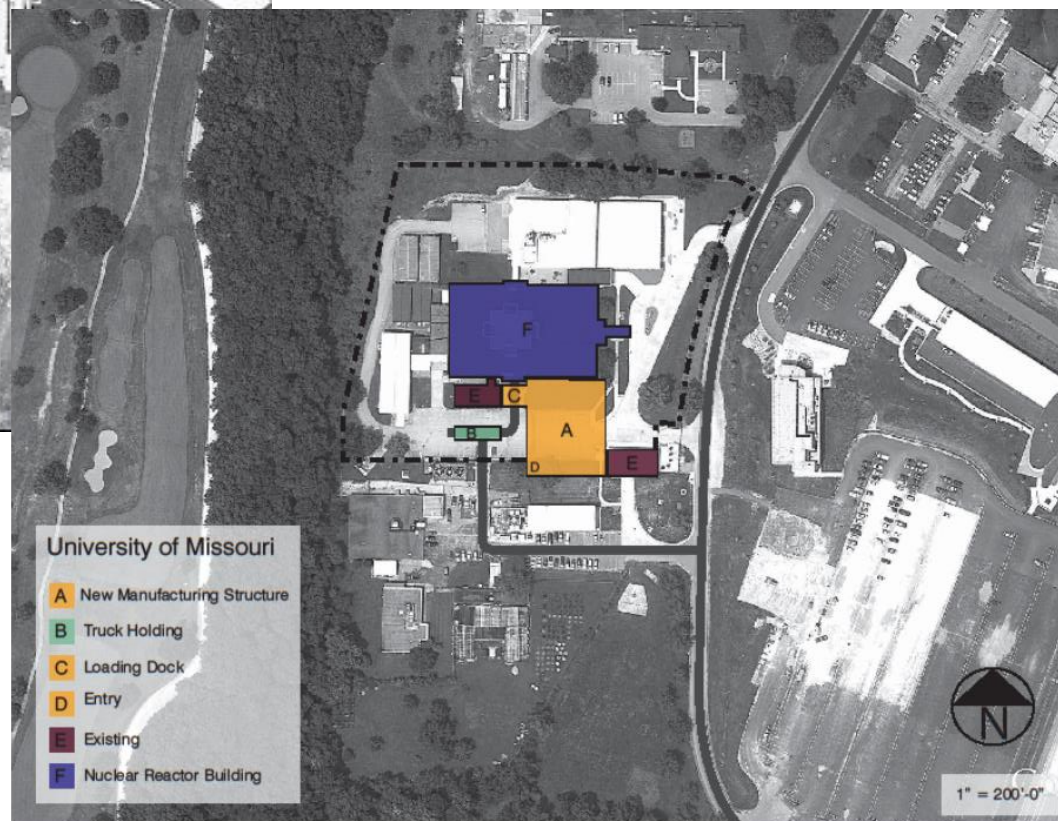 F
E
C
A
B
D
E
University of Missouri
A New Manufacturing Structure
B Truck Holding
C Loading Dock
D Entry
E Existing
F Nuclear Reactor Building
N
1" = 200'-0"